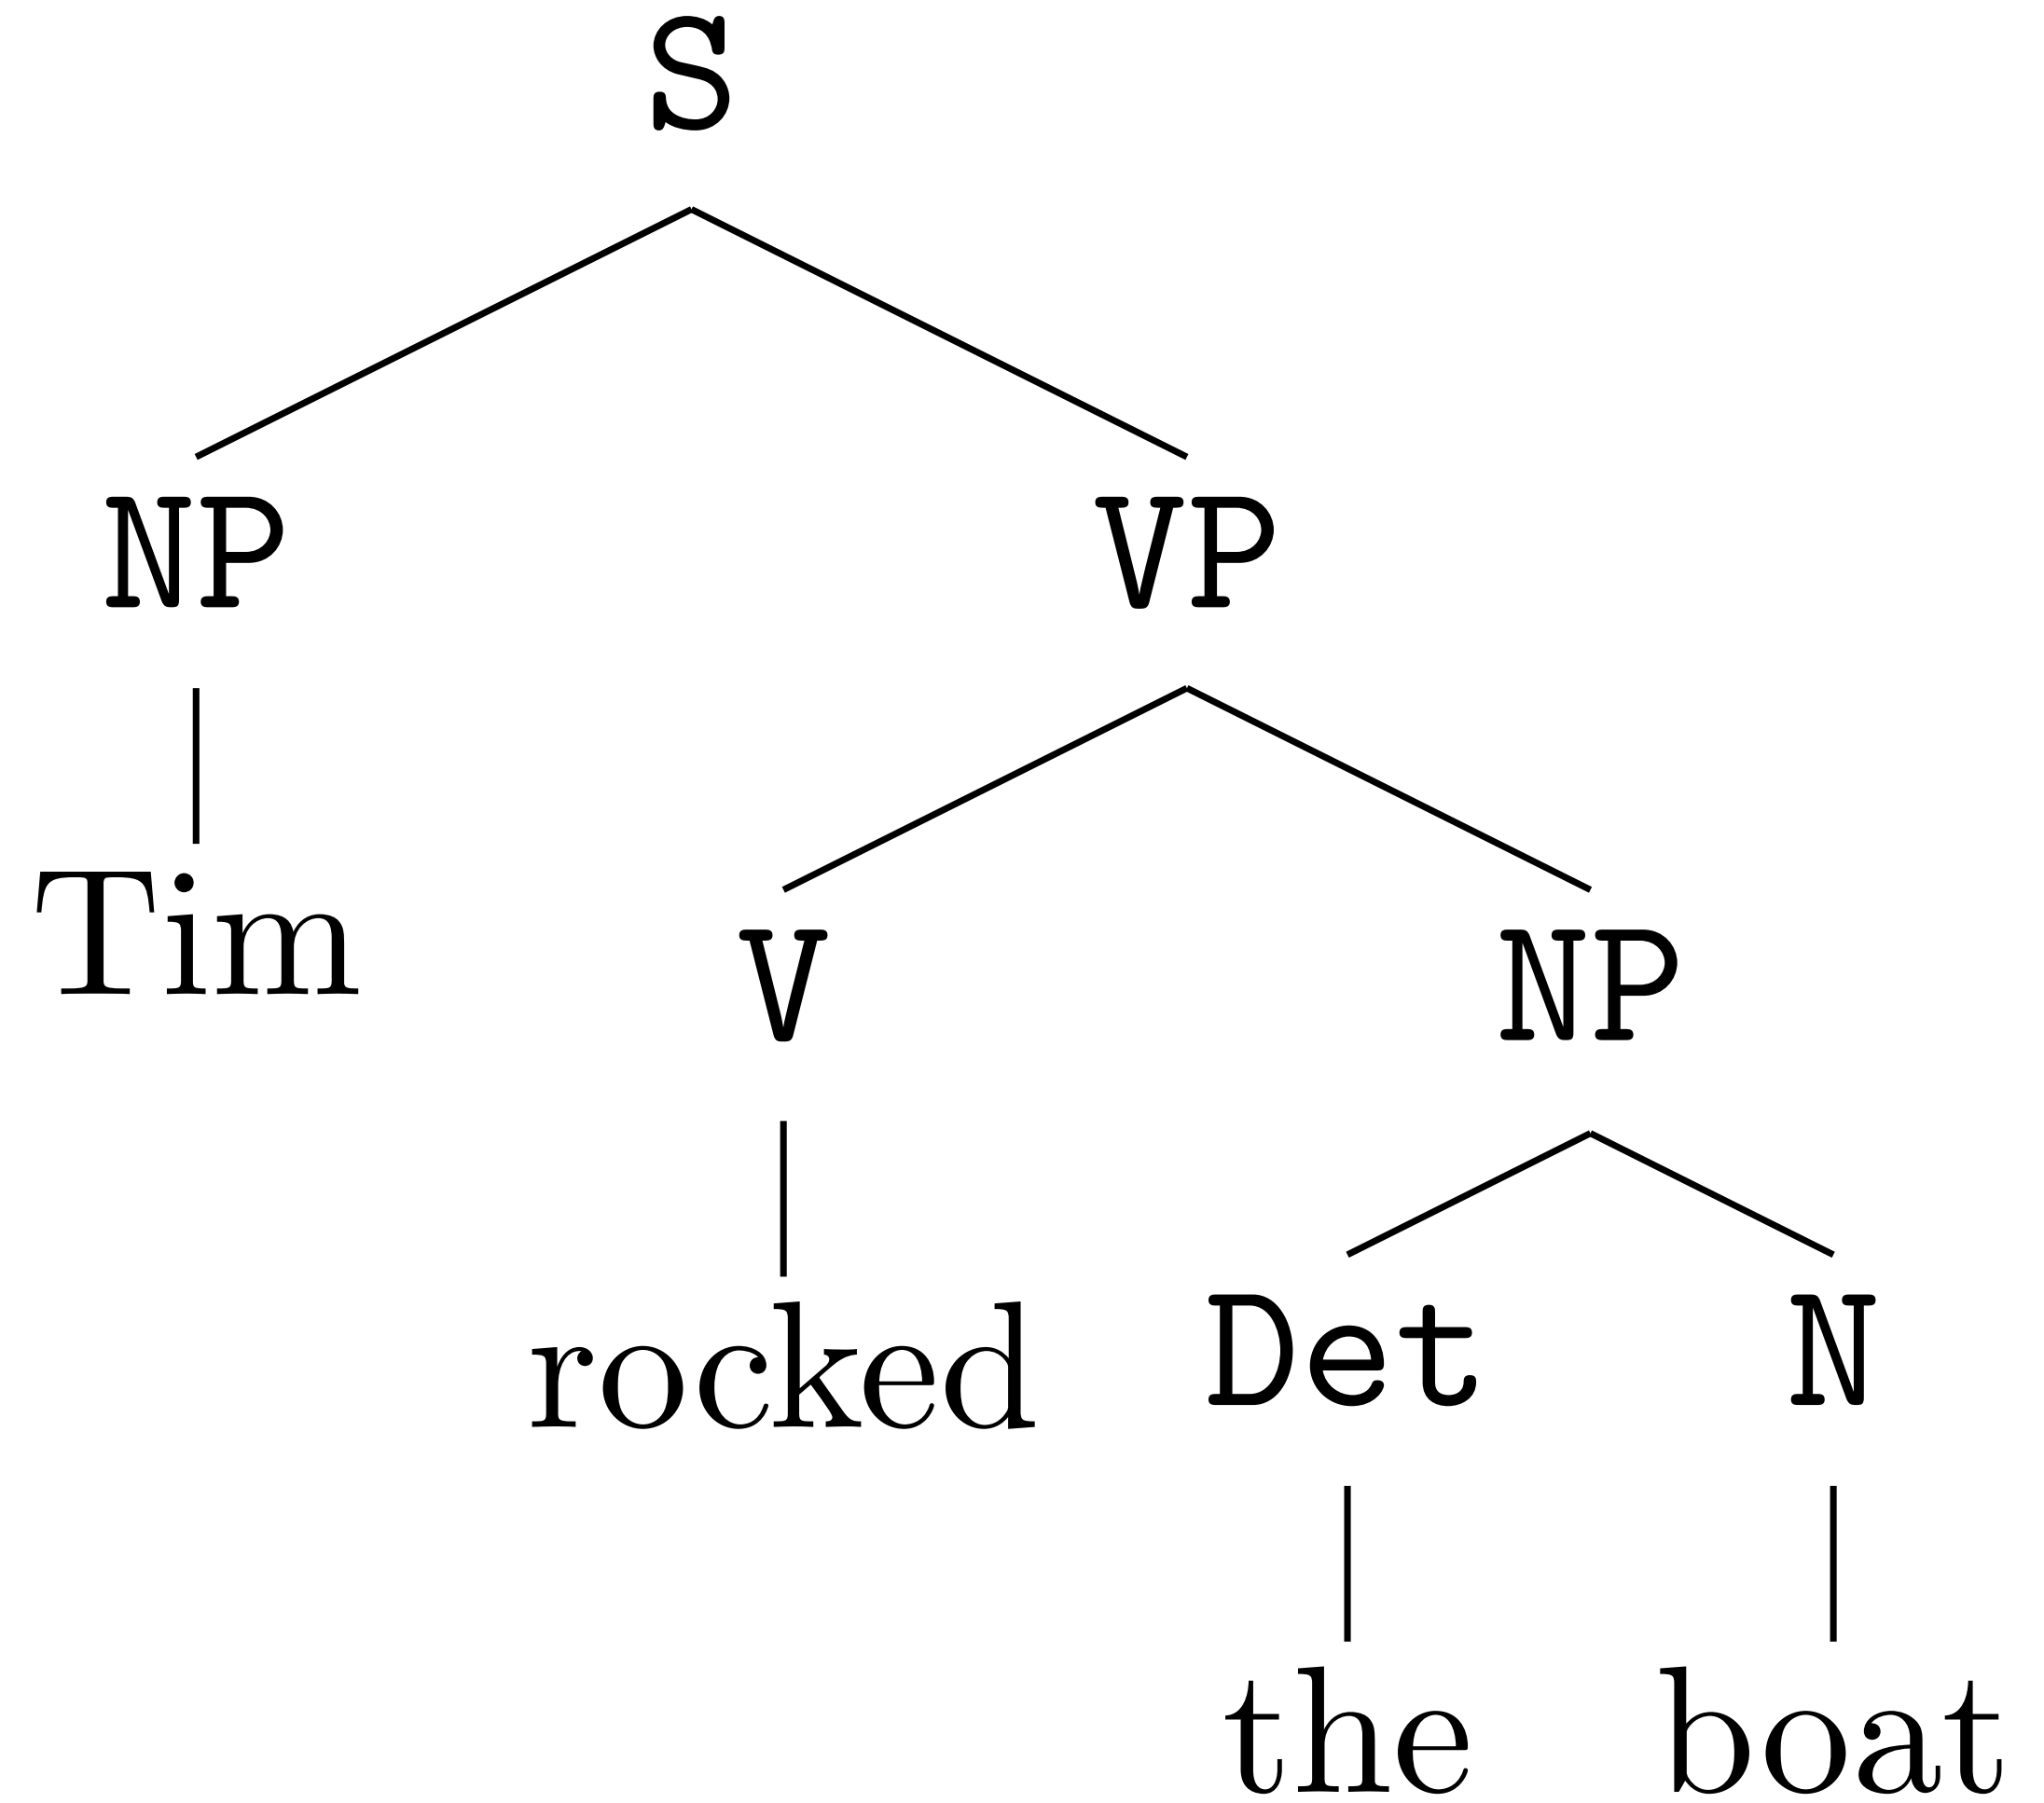 S
NP VP
Tim V NP
rocked Det N
the boat